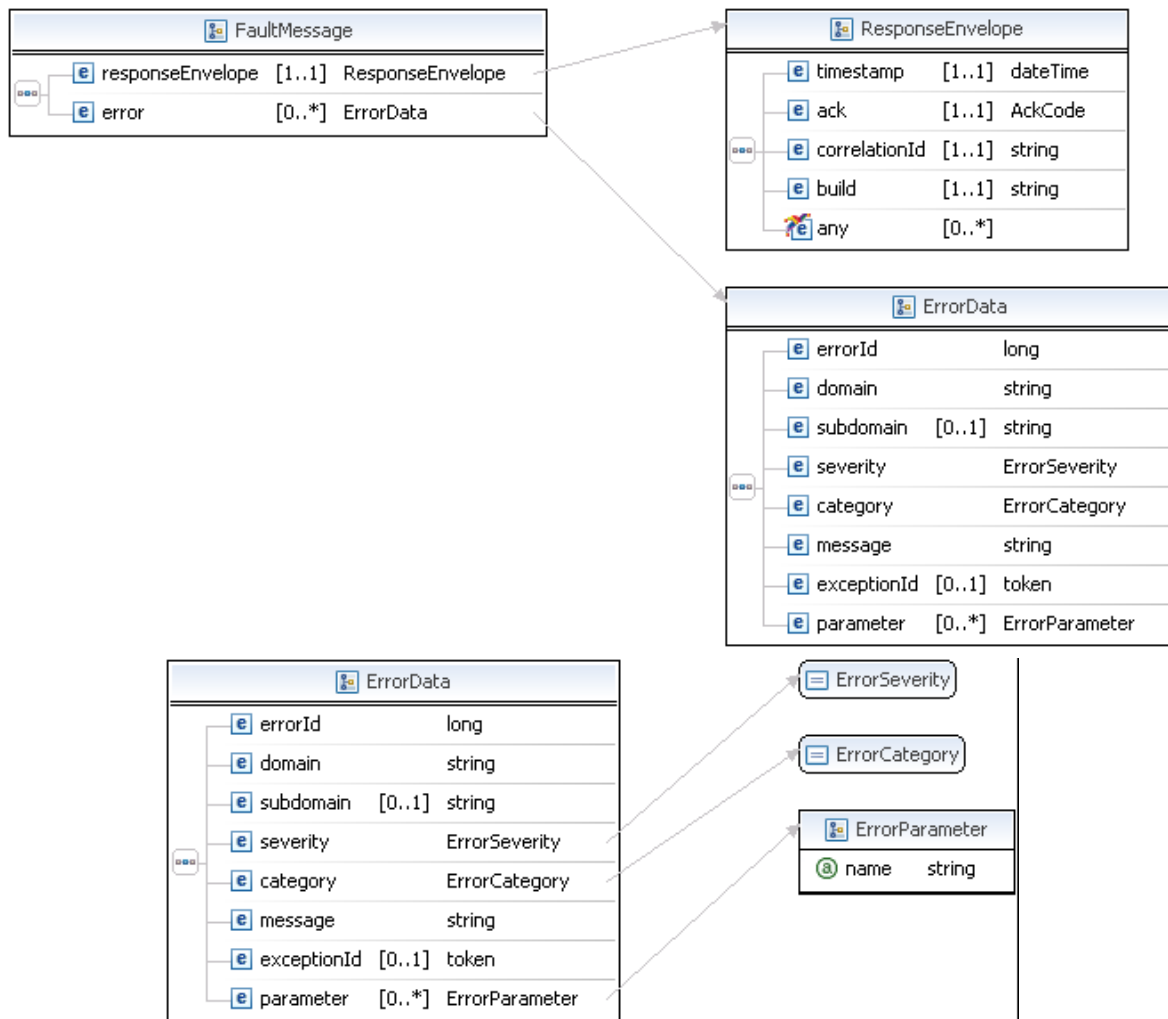 FaultMessage
responseEnvelope [1..1] ResponseEnvelope
error [0..*] ErrorData
ResponseEnvelope
timestamp [1..1] dateTime
ack [1..1] AckCode
correlationId [1..1] string
build [1..1] string
any [0..*]
ErrorData
errorId long
domain string
subdomain [0..1] string
severity ErrorSeverity
category ErrorCategory
message string
exceptionId [0..1] token
parameter [0..*] ErrorParameter
ErrorData
errorId long
domain string
subdomain [0..1] string
severity ErrorSeverity
category ErrorCategory
message string
exceptionId [0..1] token
parameter [0..*] ErrorParameter
ErrorSeverity
ErrorCategory
ErrorParameter
name string